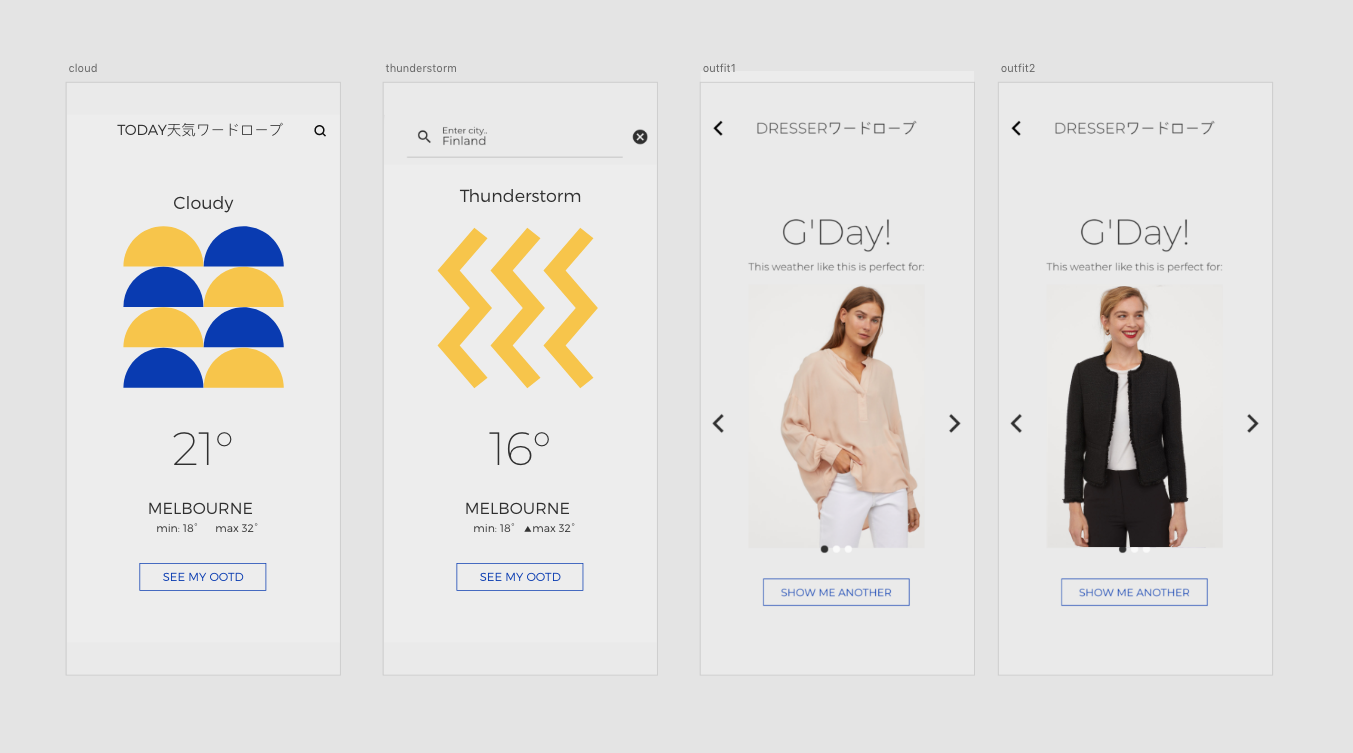 cloud
TODAY天気ワードローブ
Cloudy
21°
MELBOURNE
min: 18° max 32°
SEE MY OOTD
thunderstorm
Enter city..
Finland
Thunderstorm
16°
MELBOURNE
min: 18° ▲max 32°
SEE MY OOTD
outfit1
DRESSERワードローブ
G'Day!
This weather like this is perfect for:
SHOW ME ANOTHER
outfit2
DRESSERワードローブ
G'Day!
This weather like this is perfect for:
SHOW ME ANOTHER